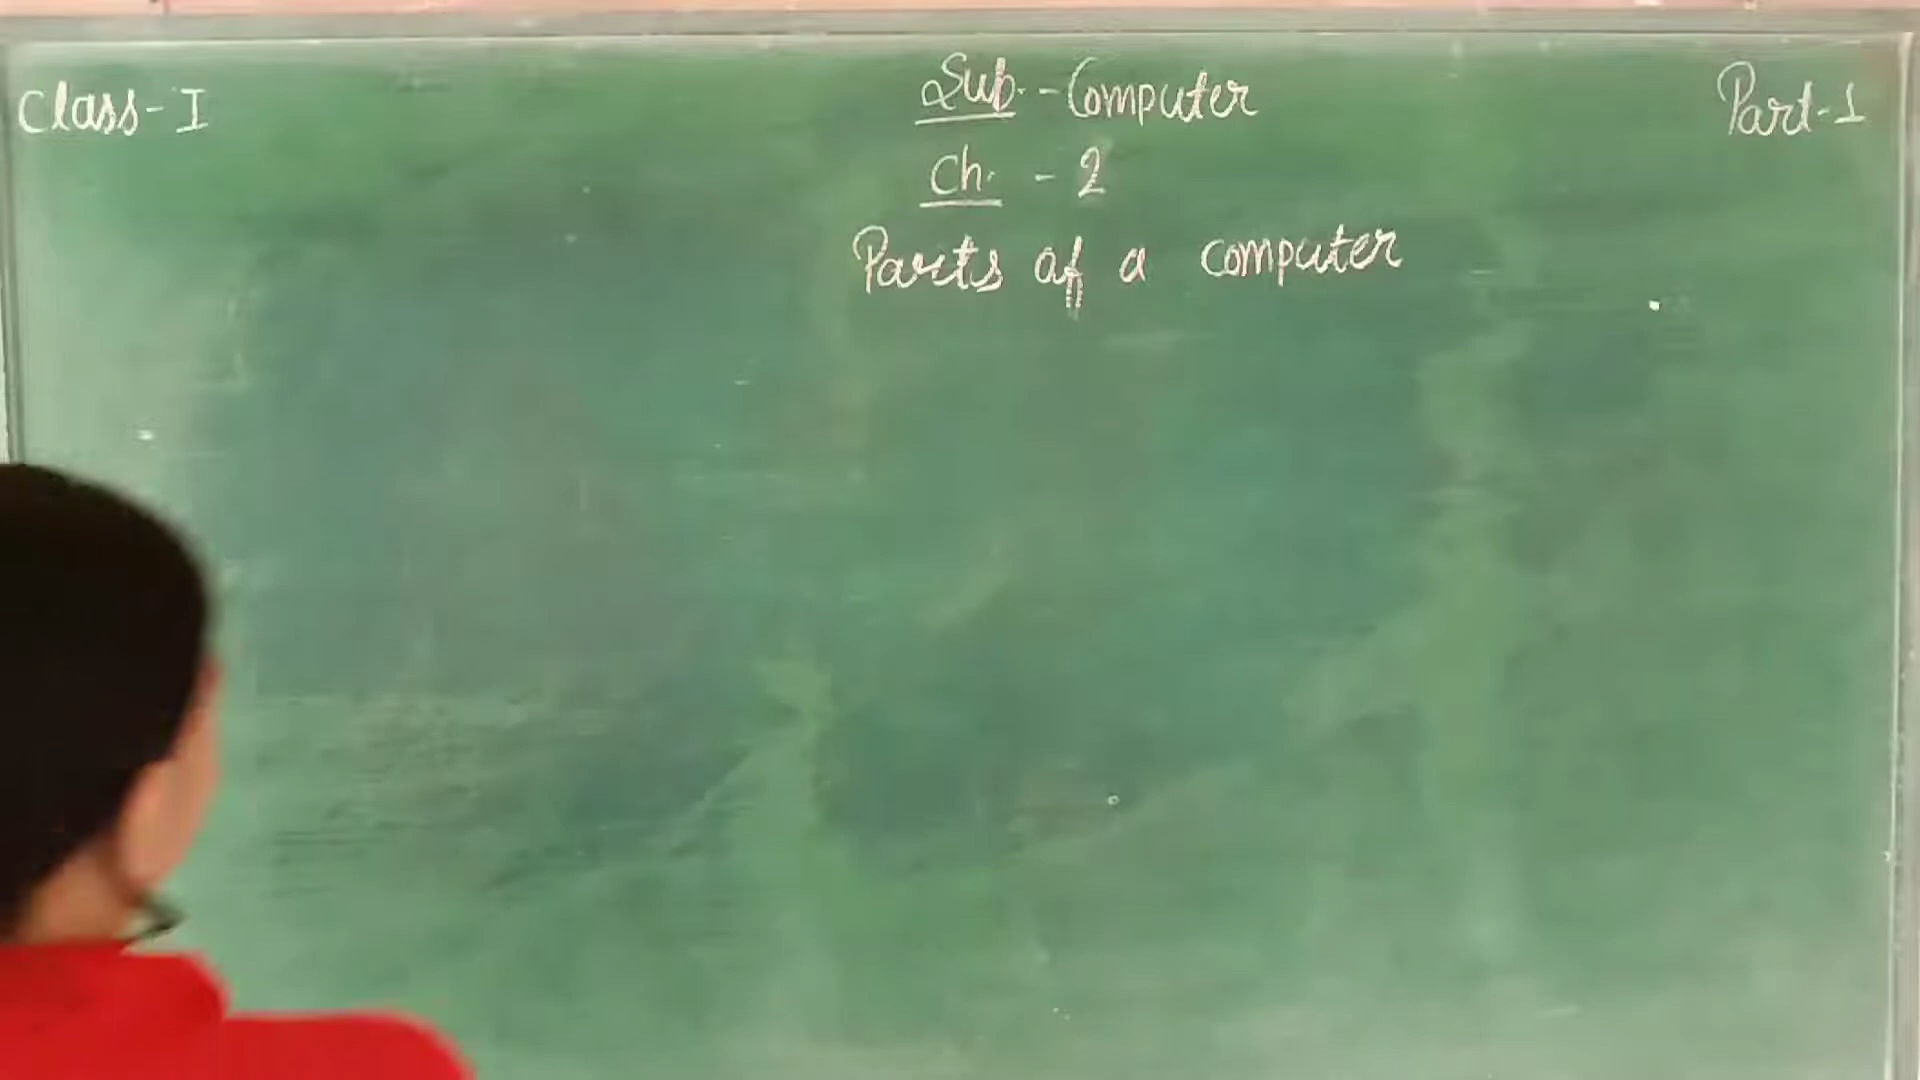 Class-I
Sub.-Computer
Part-1
Ch. - 2
Parts of a computer